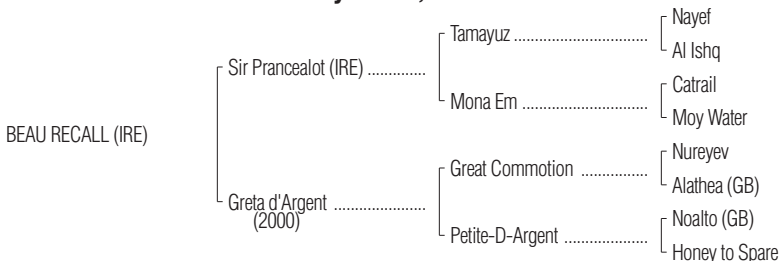 Nayef
Tamayuz ................................
Al Ishq
Sir Prancealot (IRE) ..............
Catrail
Mona Em ..............................
Moy Water
BEAU RECALL (IRE)
Nureyev
Great Commotion ................
Alathea (GB)
Greta d'Argent ......................
(2000)
Noalto (GB)
Petite-D-Argent ....................
Honey to Spare